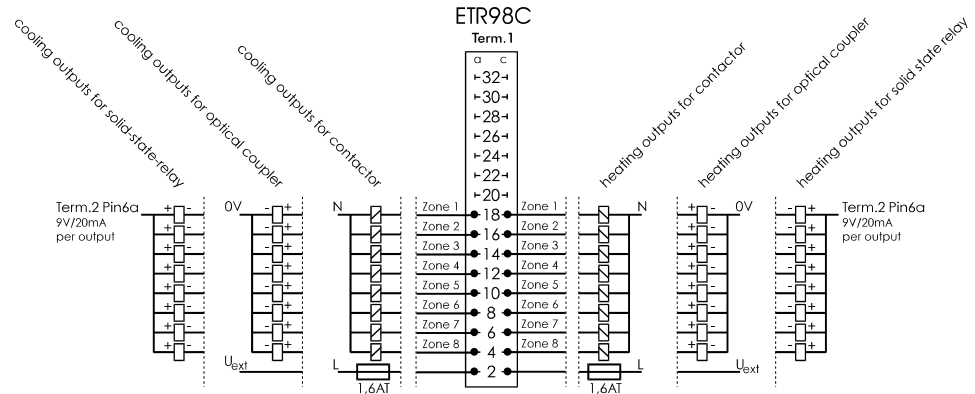 ETR98C
Term.1
cooling outputs for solid-state-relay
cooling outputs for optical coupler
cooling outputs for contactor
heating outputs for contactor
heating outputs for optical coupler
heating outputs for solid state relay
a c
32
30
28
26
24
22
20
Term.2 Pin6a + - 0V - + N Zone 1 18 Zone 1 N + - 0V - + Term.2 Pin6a
9V/20mA
per output
+ - - + Zone 2 16 Zone 2 + - - +
+ - - + Zone 3 14 Zone 3 + - - +
+ - - + Zone 4 12 Zone 4 + - - +
+ - - + Zone 5 10 Zone 5 + - - +
+ - - + Zone 6 8 Zone 6 + - - +
+ - - + Zone 7 6 Zone 7 + - - +
+ - - + Zone 8 4 Zone 8 + - - +
9V/20mA
per output
Uext L 2 L Uext
1,6AT 1,6AT